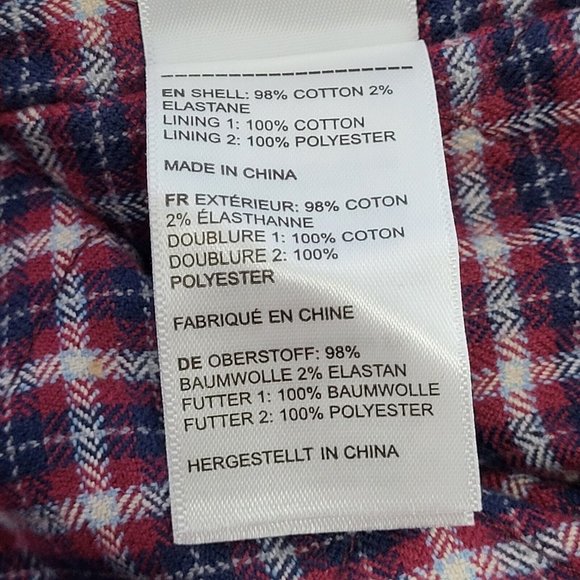 EN SHELL: 98% COTTON 2%
ELASTANE
LINING 1: 100% COTTON
LINING 2: 100% POLYESTER
MADE IN CHINA
FR EXTÉRIEUR: 98% COTON
2% ÉLASTHANNE
DOUBLURE 1: 100% COTON
DOUBLURE 2: 100%
POLYESTER
FABRIQUÉ EN CHINE
DE OBERSTOFF: 98%
BAUMWOLLE 2% ELASTAN
FUTTER 1: 100% BAUMWOLLE
FUTTER 2: 100% POLYESTER
HERGESTELLT IN CHINA